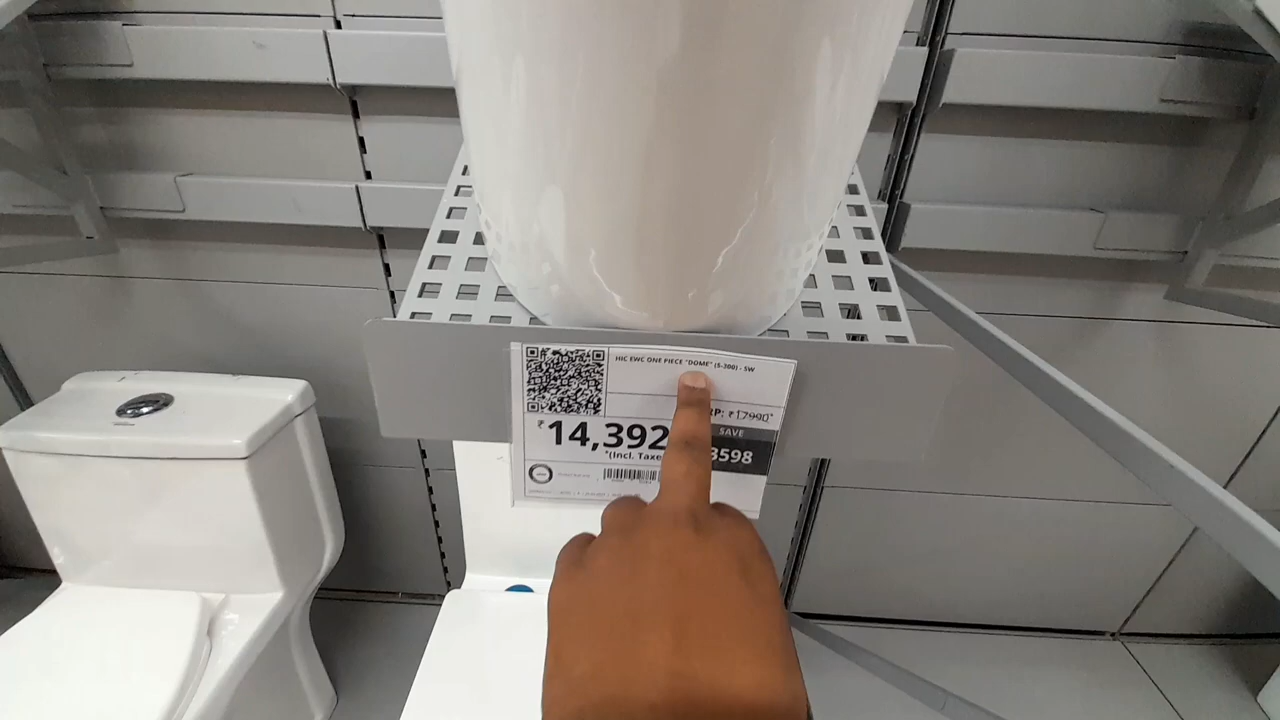 HIC EWC ONE PIECE "DOME" (S-300) - SW
RP: ₹17990*
₹14,392
SAVE
3598
*(Incl. Taxe